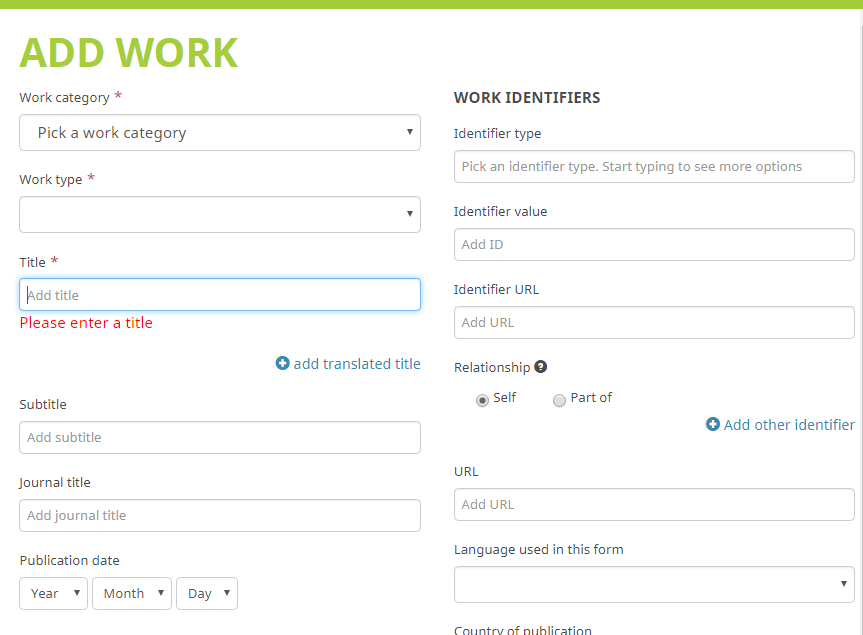 ADD WORK
Work category *
Pick a work category
Work type *
Title *
Add title
Please enter a title
add translated title
Subtitle
Add subtitle
Journal title
Add journal title
Publication date
Year Month Day
WORK IDENTIFIERS
Identifier type
Pick an identifier type. Start typing to see more options
Identifier value
Add ID
Identifier URL
Add URL
Relationship ?
Self Part of
Add other identifier
URL
Add URL
Language used in this form
Country of publication